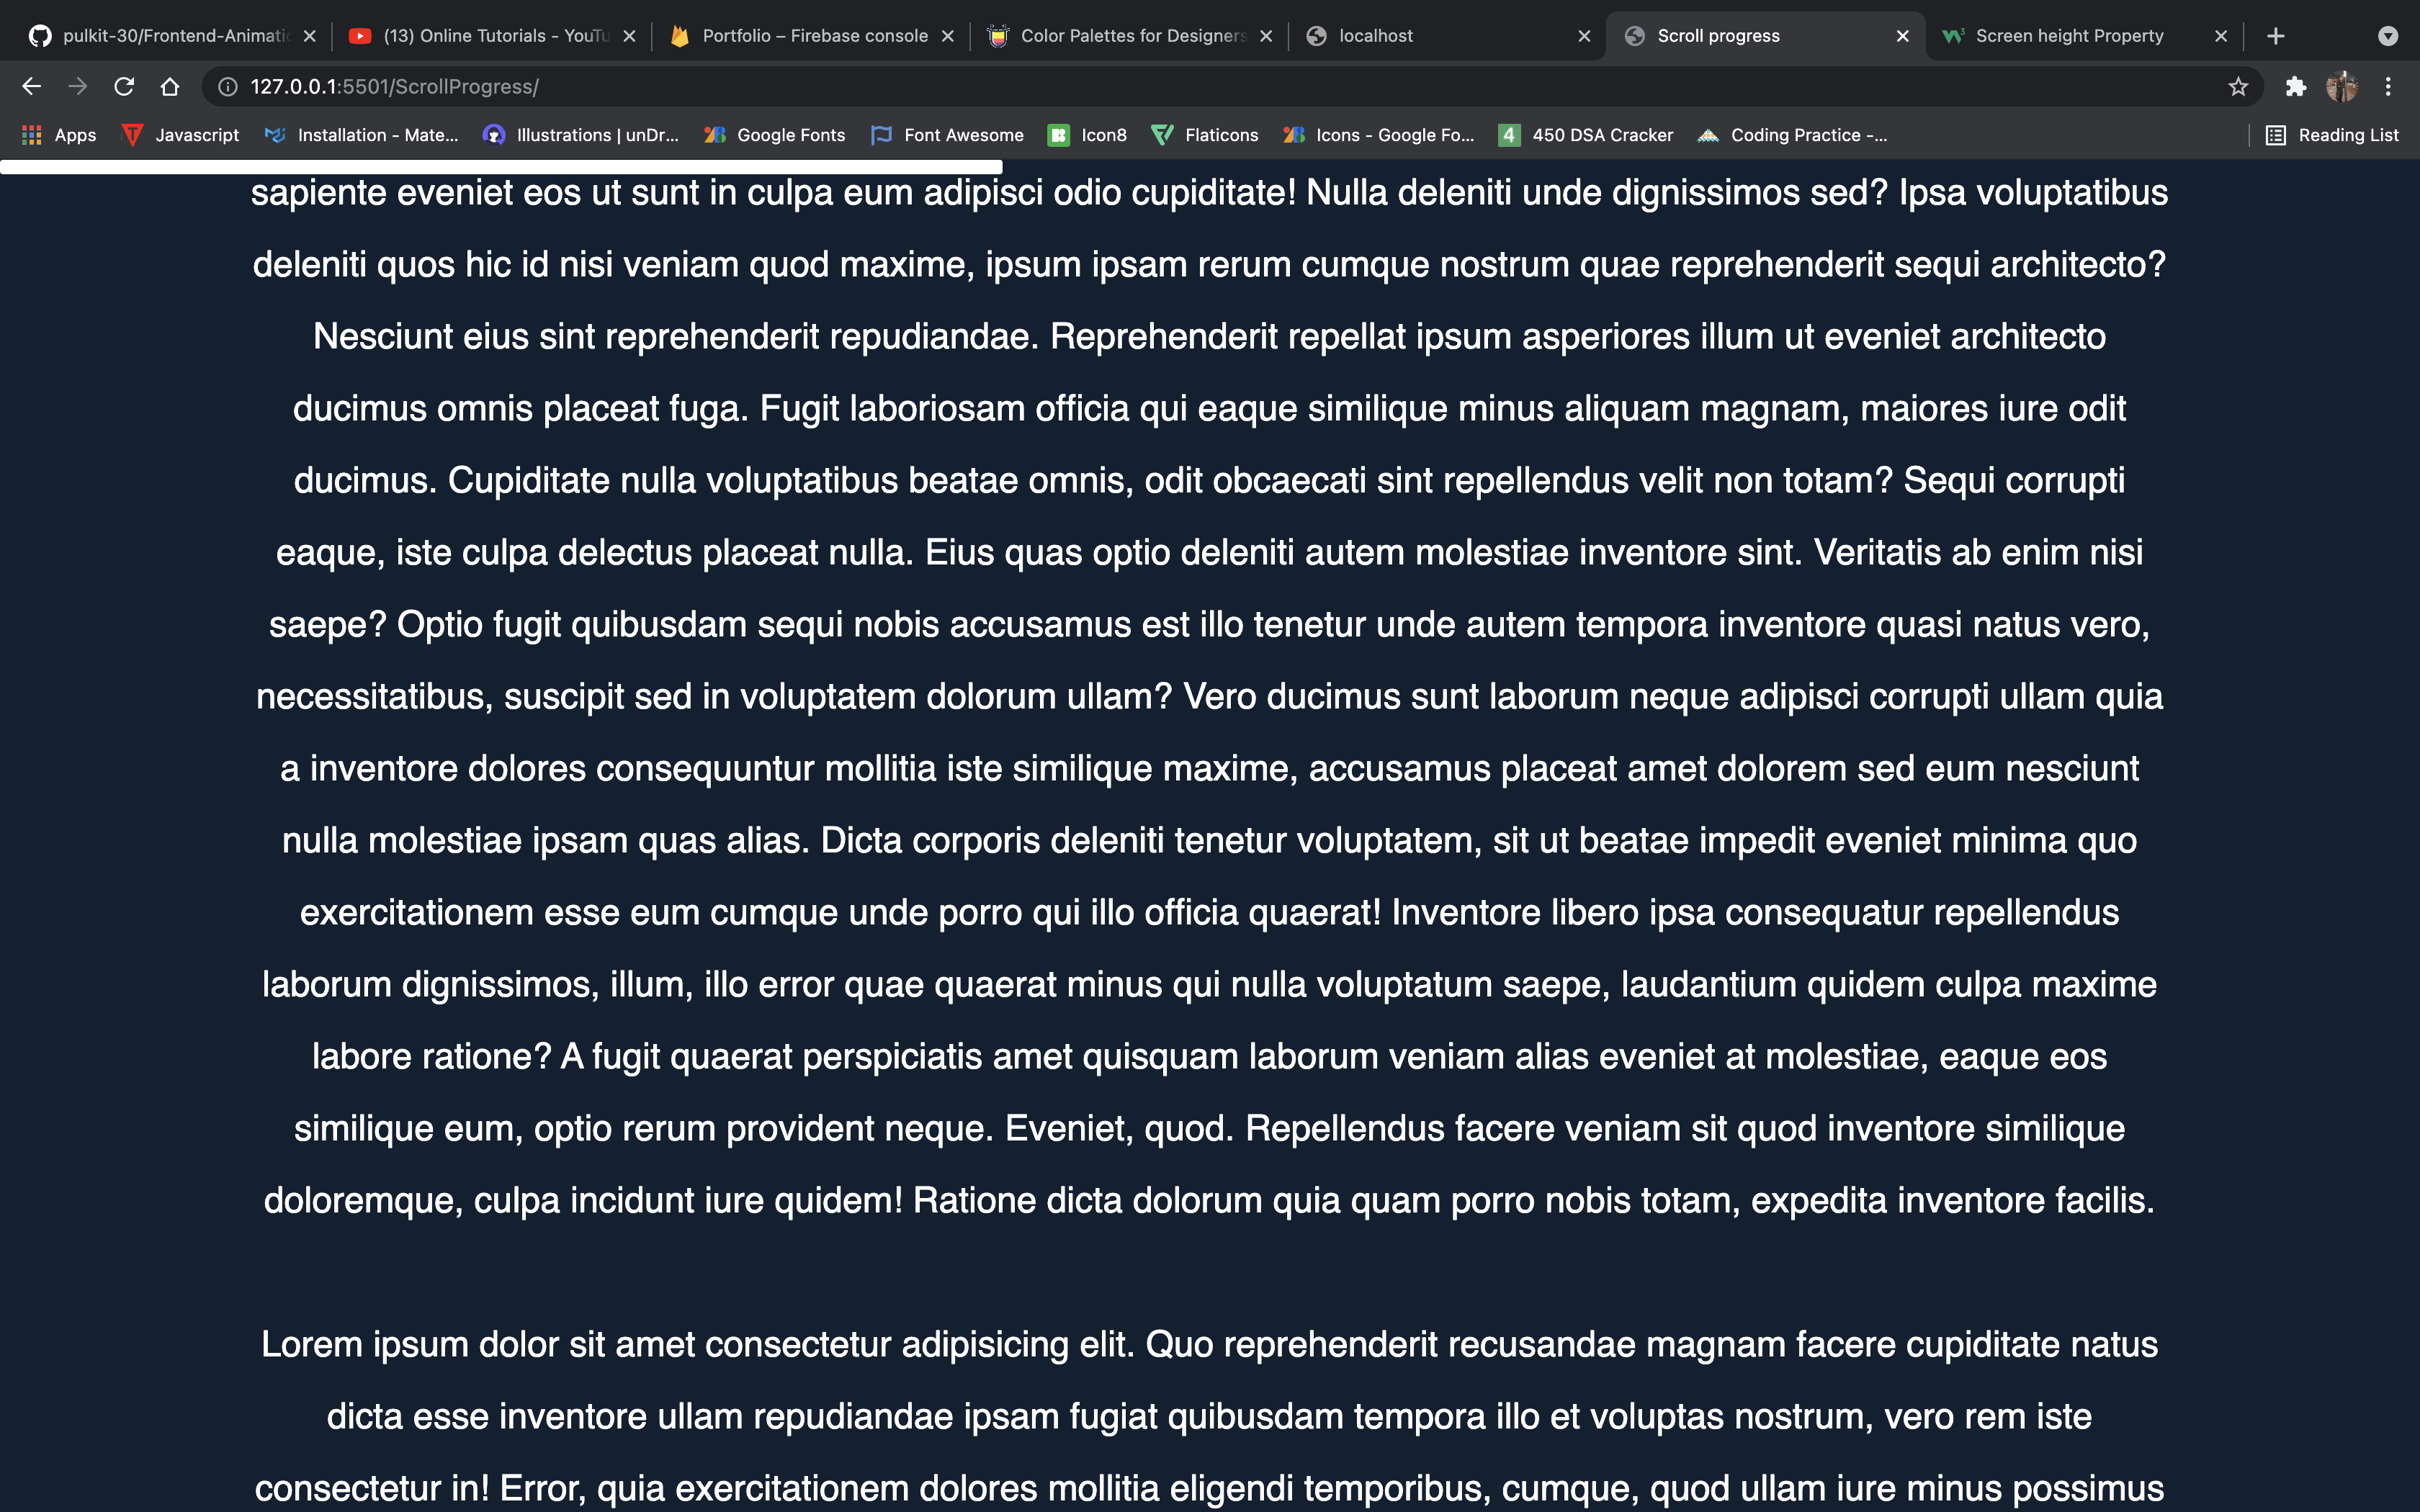 pulkit-30/Frontend-Animatic
(13) Online Tutorials - YouTu
Portfolio – Firebase console
Color Palettes for Designers
localhost
Scroll progress
Screen height Property
127.0.0.1:5501/ScrollProgress/
Apps
Javascript
Installation - Mate...
Illustrations | unDr...
Google Fonts
Font Awesome
Icon8
Flaticons
Icons - Google Fo...
4
450 DSA Cracker
Coding Practice -...
Reading List
sapiente eveniet eos ut sunt in culpa eum adipisci odio cupiditate! Nulla deleniti unde dignissimos sed? Ipsa voluptatibus
deleniti quos hic id nisi veniam quod maxime, ipsum ipsam rerum cumque nostrum quae reprehenderit sequi architecto?
Nesciunt eius sint reprehenderit repudiandae. Reprehenderit repellat ipsum asperiores illum ut eveniet architecto
ducimus omnis placeat fuga. Fugit laboriosam officia qui eaque similique minus aliquam magnam, maiores iure odit
ducimus. Cupiditate nulla voluptatibus beatae omnis, odit obcaecati sint repellendus velit non totam? Sequi corrupti
eaque, iste culpa delectus placeat nulla. Eius quas optio deleniti autem molestiae inventore sint. Veritatis ab enim nisi
saepe? Optio fugit quibusdam sequi nobis accusamus est illo tenetur unde autem tempora inventore quasi natus vero,
necessitatibus, suscipit sed in voluptatem dolorum ullam? Vero ducimus sunt laborum neque adipisci corrupti ullam quia
a inventore dolores consequuntur mollitia iste similique maxime, accusamus placeat amet dolorem sed eum nesciunt
nulla molestiae ipsam quas alias. Dicta corporis deleniti tenetur voluptatem, sit ut beatae impedit eveniet minima quo
exercitationem esse eum cumque unde porro qui illo officia quaerat! Inventore libero ipsa consequatur repellendus
laborum dignissimos, illum, illo error quae quaerat minus qui nulla voluptatum saepe, laudantium quidem culpa maxime
labore ratione? A fugit quaerat perspiciatis amet quisquam laborum veniam alias eveniet at molestiae, eaque eos
similique eum, optio rerum provident neque. Eveniet, quod. Repellendus facere veniam sit quod inventore similique
doloremque, culpa incidunt iure quidem! Ratione dicta dolorum quia quam porro nobis totam, expedita inventore facilis.
Lorem ipsum dolor sit amet consectetur adipisicing elit. Quo reprehenderit recusandae magnam facere cupiditate natus
dicta esse inventore ullam repudiandae ipsam fugiat quibusdam tempora illo et voluptas nostrum, vero rem iste
consectetur in! Error, quia exercitationem dolores mollitia eligendi temporibus, cumque, quod ullam iure minus possimus